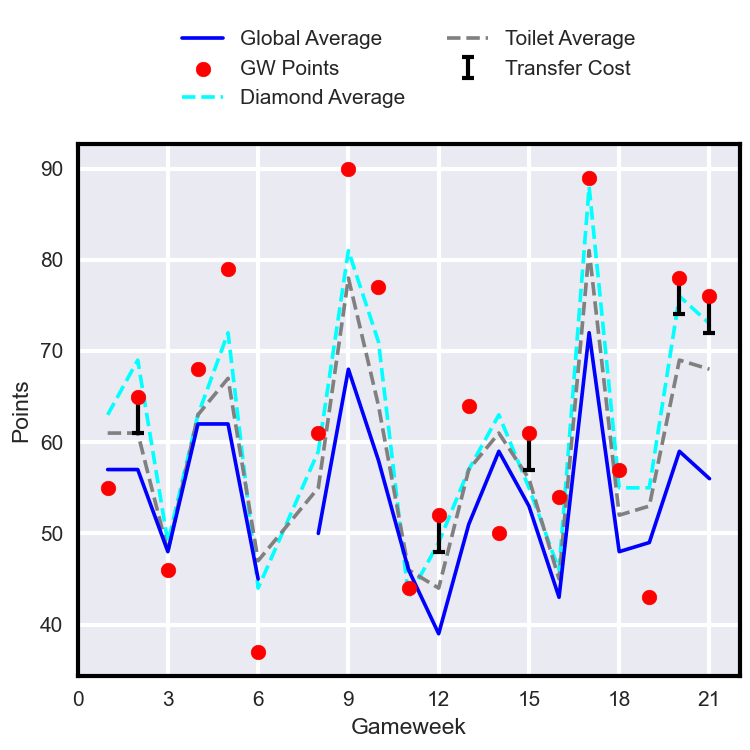 Global Average
GW Points
Diamond Average
Toilet Average
Transfer Cost
Points
90
80
70
60
50
40
0 3 6 9 12 15 18 21
Gameweek